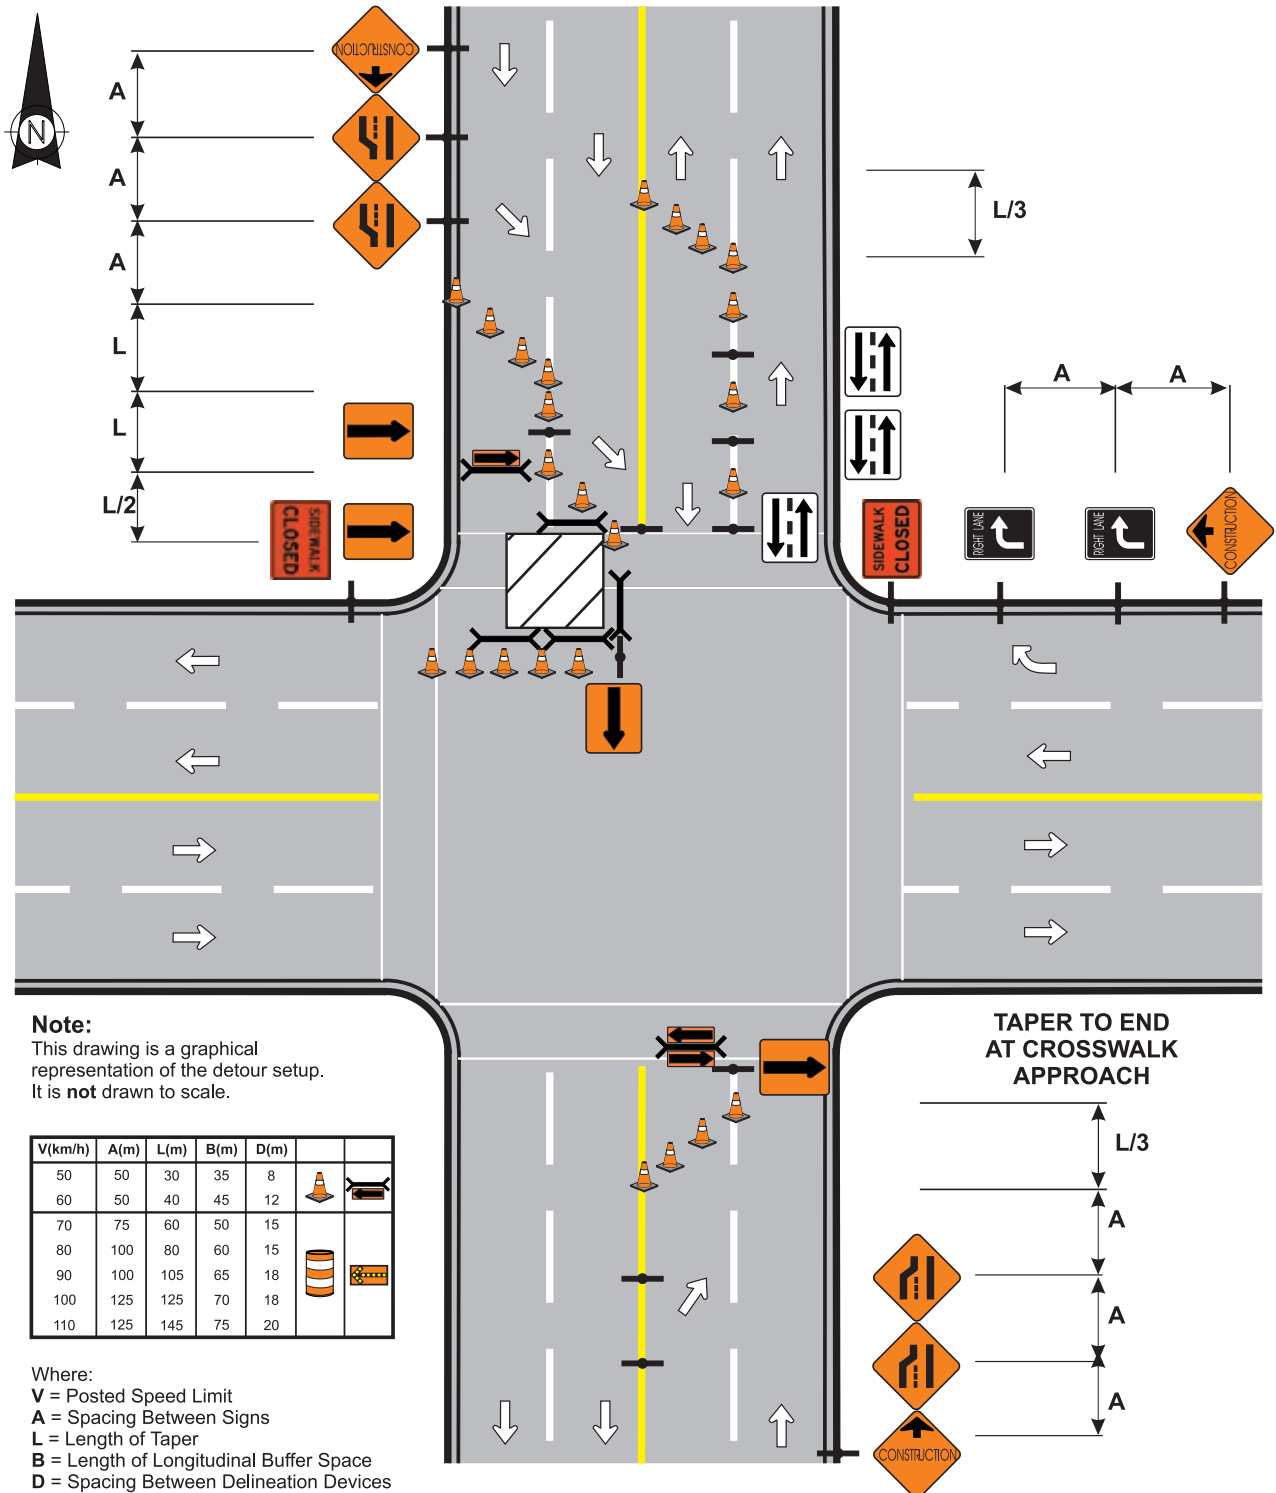 CONSTRUCTION
N
A
A
A
L
L
L/2
L/3
A
A
SIDEWALK
CLOSED
SIDEWALK
CLOSED
RIGHT LANE
RIGHT LANE
CONSTRUCTION
Note:
This drawing is a graphical
representation of the detour setup.
It is not drawn to scale.
TAPER TO END
AT CROSSWALK
APPROACH
L/3
A
A
A
CONSTRUCTION
V(km/h) A(m) L(m) B(m) D(m)
50 50 30 35 8
60 50 40 45 12
70 75 60 50 15
80 100 80 60 15
90 100 105 65 18
100 125 125 70 18
110 125 145 75 20
Where:
V = Posted Speed Limit
A = Spacing Between Signs
L = Length of Taper
B = Length of Longitudinal Buffer Space
D = Spacing Between Delineation Devices